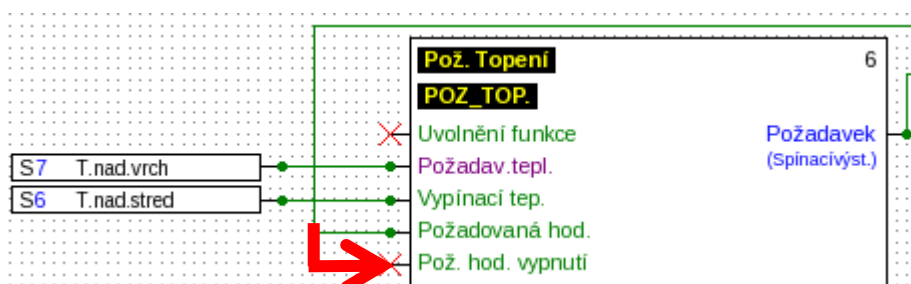 Pož. Topení 6
POZ_TOP.
Uvolnění funkce Požadavek
S7 T.nad.vrch Požadav.tepl. (Spínacívýst.)
S6 T.nad.stred Vypínací tep.
Požadovaná hod.
Pož. hod. vypnutí